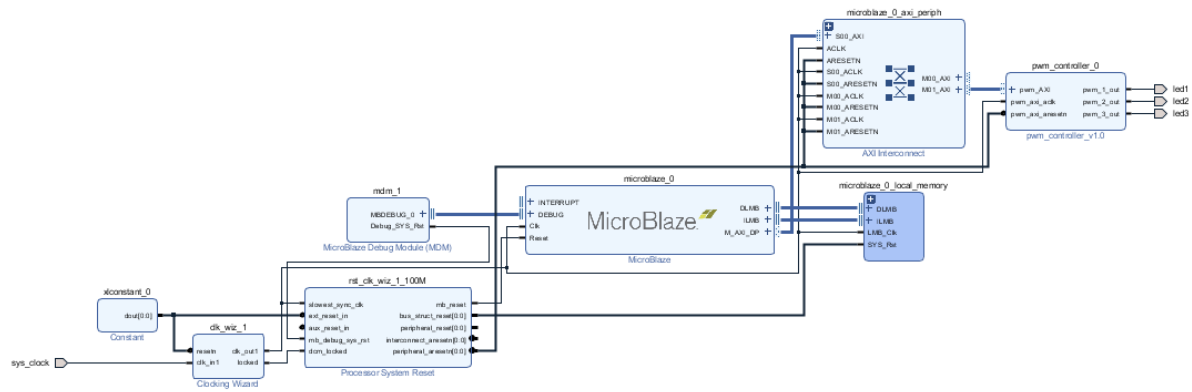 microblaze_0_axi_periph
S00_AXI
ACLK
ARESETN
S00_ACLK
S00_ARESETN
M00_ACLK
M00_ARESETN
M01_ACLK
M01_ARESETN
M00_AXI
M01_AXI
AXI Interconnect
pwm_controller_0
pwm_AXI
pwm_axi_aclk
pwm_axi_aresetn
pwm_1_out
pwm_2_out
pwm_3_out
pwm_controller_v1.0
led1
led2
led3
microblaze_0
INTERRUPT
DEBUG
Clk
Reset
MicroBlaze
DLMB
ILMB
M_AXI_DP
MicroBlaze
microblaze_0_local_memory
DLMB
ILMB
LMB_Clk
SYS_Rst
mdm_1
MBDEBUG_0
Debug_SYS_Rst
MicroBlaze Debug Module (MDM)
rst_clk_wiz_1_100M
slowest_sync_clk
ext_reset_in
aux_reset_in
mb_debug_sys_rst
dcm_locked
mb_reset
bus_struct_reset[0:0]
peripheral_reset[0:0]
interconnect_aresetn[0:0]
peripheral_aresetn[0:0]
Processor System Reset
xlconstant_0
dout[0:0]
Constant
clk_wiz_1
resetn
clk_in1
clk_out1
locked
Clocking Wizard
sys_clock